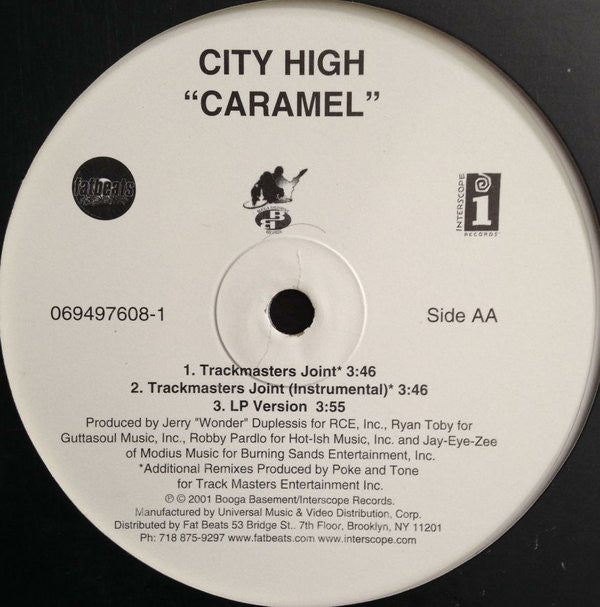 CITY HIGH
“CARAMEL”
fatbeats
INTERSCOPE
RECORDS
069497608-1
Side AA
1. Trackmasters Joint* 3:46
2. Trackmasters Joint (Instrumental)* 3:46
3. LP Version 3:55
Produced by Jerry "Wonder" Duplessis for RCE, Inc., Ryan Toby for
Guttasoul Music, Inc., Robby Pardlo for Hot-Ish Music, Inc. and Jay-Eye-Zee
of Modius Music for Burning Sands Entertainment, Inc.
*Additional Remixes Produced by Poke and Tone
for Track Masters Entertainment Inc.
℗ © 2001 Booga Basement/Interscope Records.
Manufactured by Universal Music & Video Distribution, Corp.
Distributed by Fat Beats 53 Bridge St.. 7th Floor, Brooklyn, NY 11201
Ph: 718 875-9297 www.fatbeats.com www.interscope.com